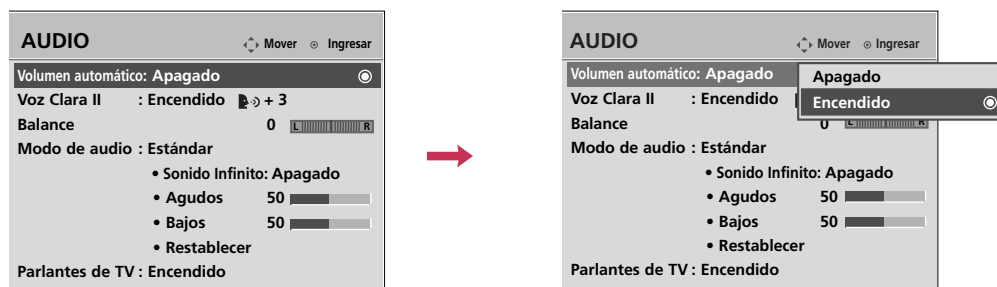 AUDIO
Mover
Ingresar
Volumen automático: Apagado
Voz Clara II : Encendido + 3
Balance 0 L R
Modo de audio : Estándar
• Sonido Infinito: Apagado
• Agudos 50
• Bajos 50
• Restablecer
Parlantes de TV : Encendido
AUDIO
Mover
Ingresar
Volumen automático: Apagado
Apagado
Encendido
Voz Clara II : Encendido
Balance 0 L R
Modo de audio : Estándar
• Sonido Infinito: Apagado
• Agudos 50
• Bajos 50
• Restablecer
Parlantes de TV : Encendido